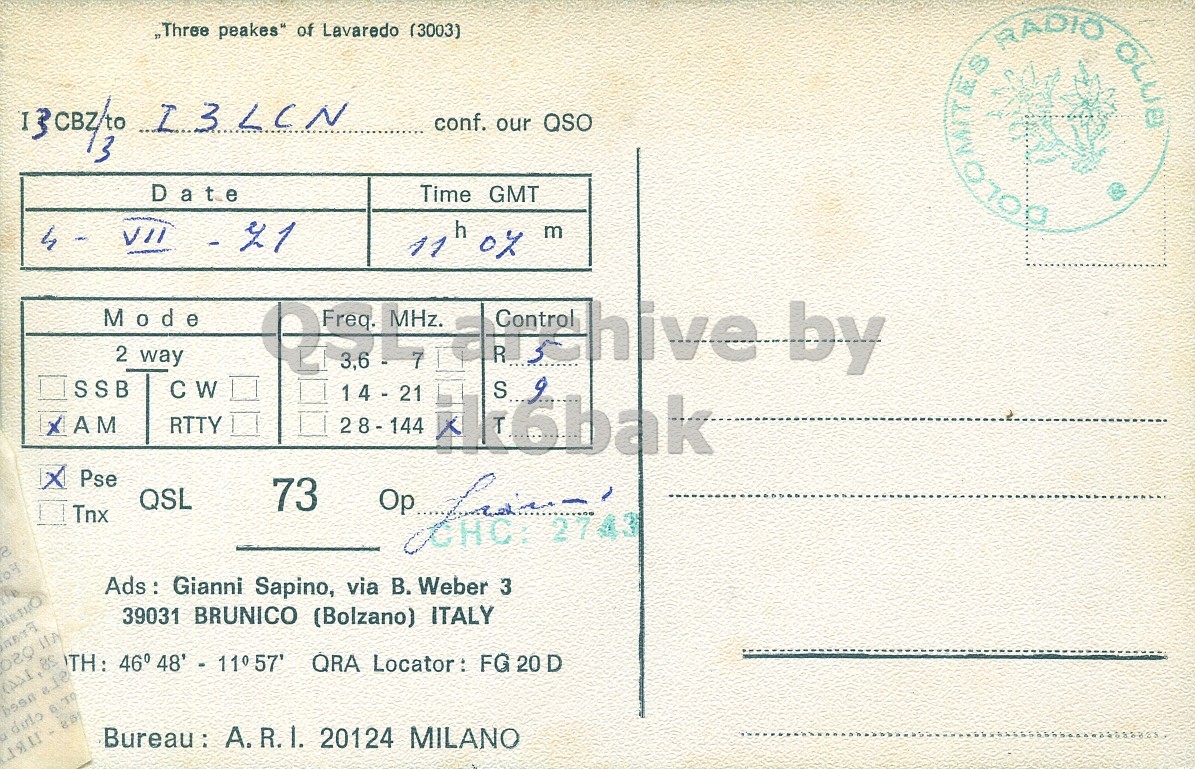 „Three peakes“ of Lavaredo (3003)
DOLOMITES RADIO CLUB
I3CBZ/3 to I3LCN conf. our QSO
Date Time GMT
4 - VII - 71 11 h 07 m
Mode Freq. MHz. Control
2 way 3,6 - 7 R 5
SSB CW 14 - 21 S 9
x AM RTTY 28 - 144 x T
QSL archive by
ik6bak
x Pse
QSL 73 Op Gianni
Tnx
CHC: 2743
Ads: Gianni Sapino, via B. Weber 3
39031 BRUNICO (Bolzano) ITALY
TH: 46° 48' - 11° 57' QRA Locator: FG 20 D
Bureau: A. R. I. 20124 MILANO